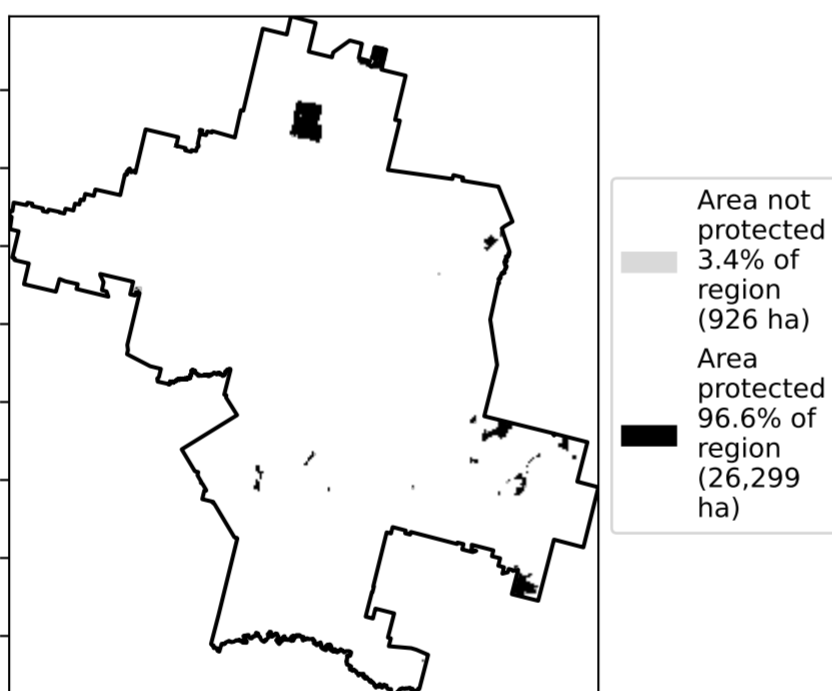 Area not
protected
3.4% of
region
(926 ha)
Area
protected
96.6% of
region
(26,299
ha)